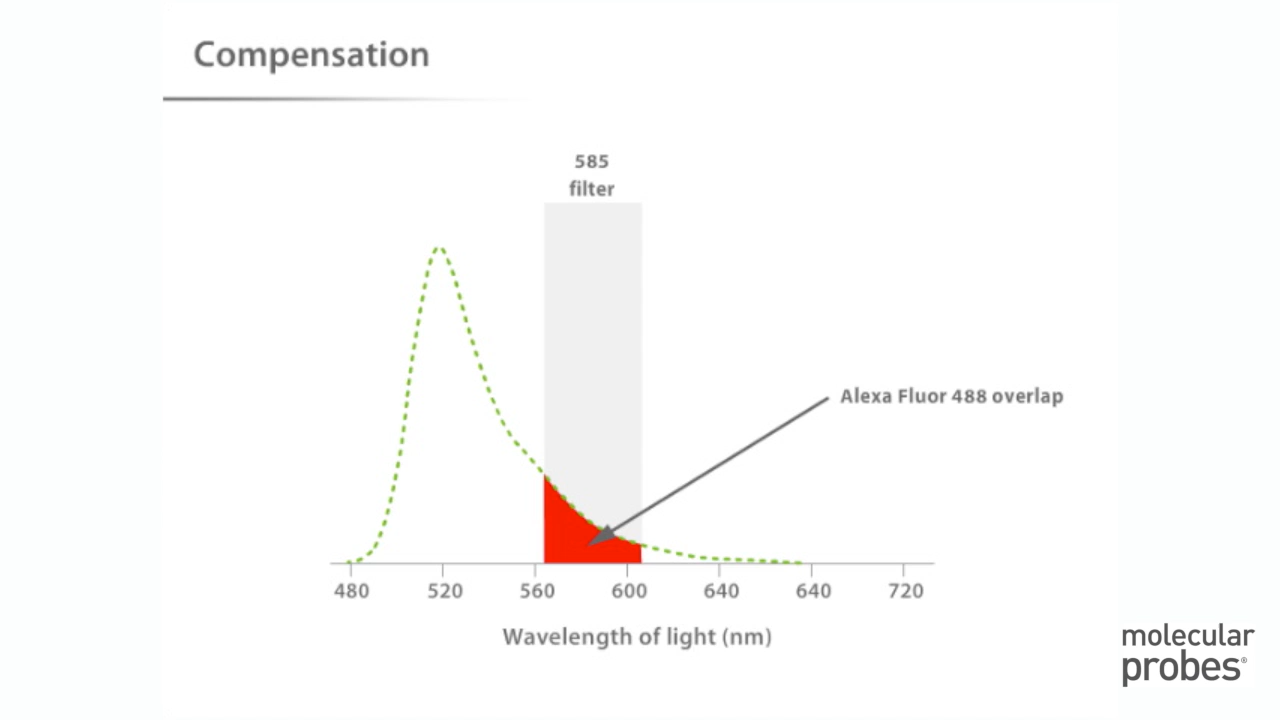 Compensation
585
filter
Alexa Fluor 488 overlap
480 520 560 600 640 640 720
Wavelength of light (nm)
molecular
probes®